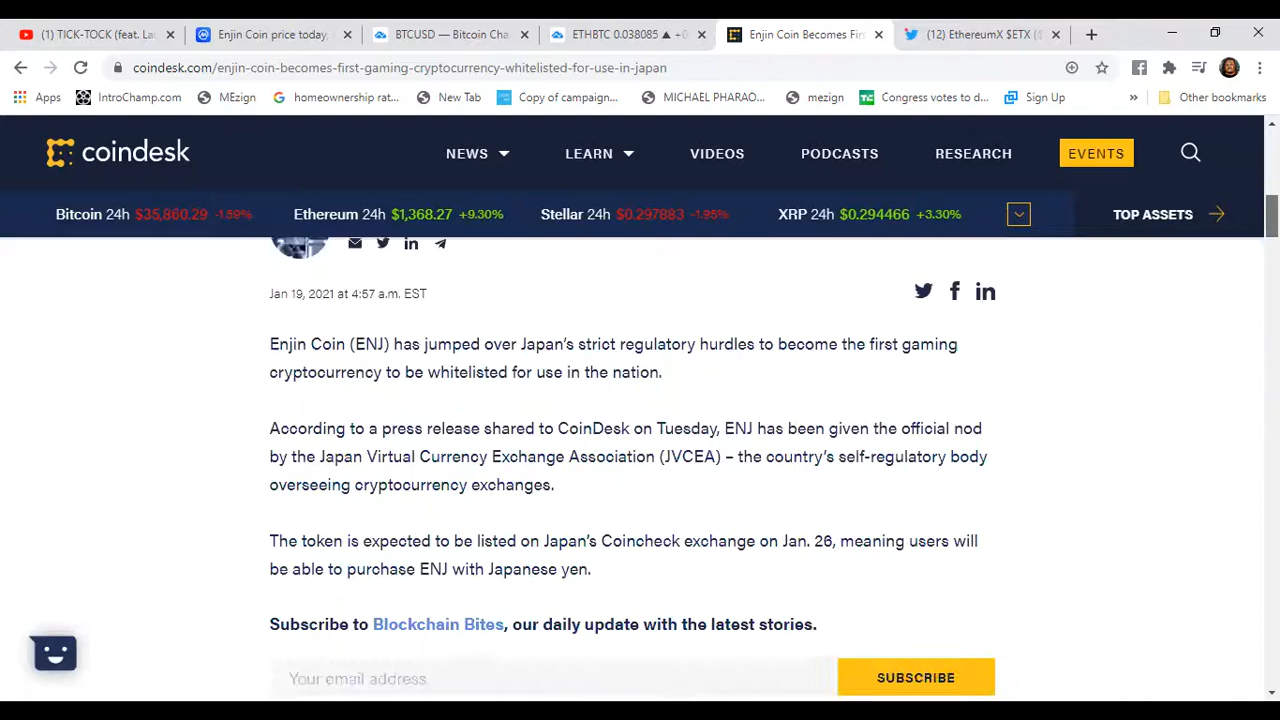 (1) TICK-TOCK (feat. La
Enjin Coin price today,
BTCUSD — Bitcoin Cha
ETHBTC 0.038085 ▲ +0
Enjin Coin Becomes Firs
(12) EthereumX $ETX (@
coindesk.com/enjin-coin-becomes-first-gaming-cryptocurrency-whitelisted-for-use-in-japan
Apps IntroChamp.com MEzign homeownership rat... New Tab Copy of campaign... MICHAEL PHARAO... mezign Congress votes to d... Sign Up » Other bookmarks
coindesk NEWS LEARN VIDEOS PODCASTS RESEARCH EVENTS
Bitcoin 24h $35,860.29 -1.59% Ethereum 24h $1,368.27 +9.30% Stellar 24h $0.297883 -1.95% XRP 24h $0.294466 +3.30% TOP ASSETS
Jan 19, 2021 at 4:57 a.m. EST
Enjin Coin (ENJ) has jumped over Japan's strict regulatory hurdles to become the first gaming
cryptocurrency to be whitelisted for use in the nation.
According to a press release shared to CoinDesk on Tuesday, ENJ has been given the official nod
by the Japan Virtual Currency Exchange Association (JVCEA) – the country's self-regulatory body
overseeing cryptocurrency exchanges.
The token is expected to be listed on Japan's Coincheck exchange on Jan. 26, meaning users will
be able to purchase ENJ with Japanese yen.
Subscribe to Blockchain Bites, our daily update with the latest stories.
Your email address. SUBSCRIBE